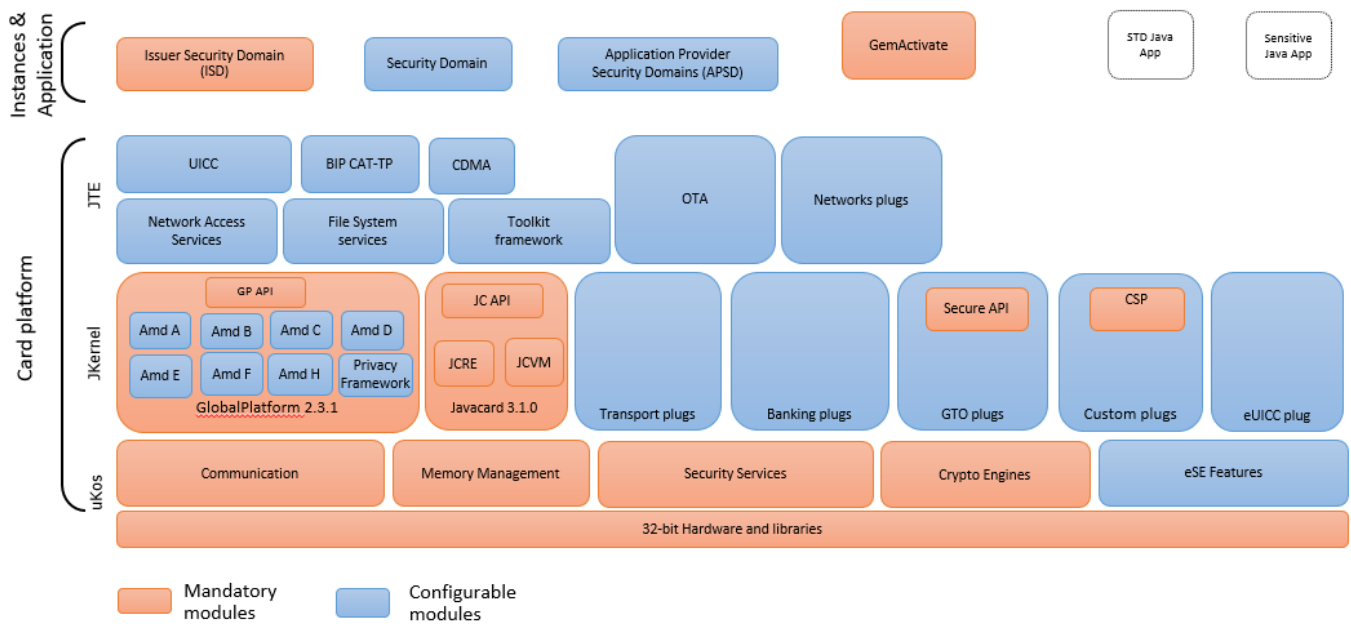 Instances &
Application
Issuer Security Domain
(ISD)
Security Domain
Application Provider
Security Domains (APSD)
GemActivate
STD Java
App
Sensitive
Java App
Card platform
JTE
UICC
BIP CAT-TP
CDMA
OTA
Networks plugs
Network Access
Services
File System
services
Toolkit
framework
JKernel
GP API
Amd A
Amd B
Amd C
Amd D
Amd E
Amd F
Amd H
Privacy
Framework
GlobalPlatform 2.3.1
JC API
JCRE
JCVM
Javacard 3.1.0
Transport plugs
Banking plugs
Secure API
GTO plugs
CSP
Custom plugs
eUICC plug
uKos
Communication
Memory Management
Security Services
Crypto Engines
eSE Features
32-bit Hardware and libraries
Mandatory
modules
Configurable
modules